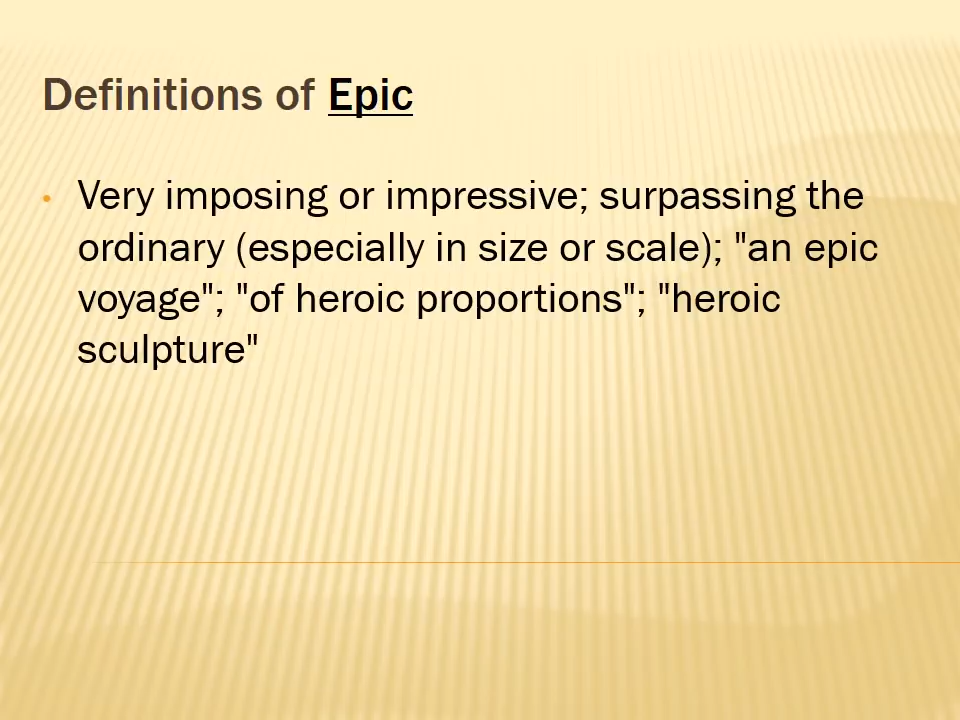 Definitions of Epic
• Very imposing or impressive; surpassing the
ordinary (especially in size or scale); "an epic
voyage"; "of heroic proportions"; "heroic
sculpture"